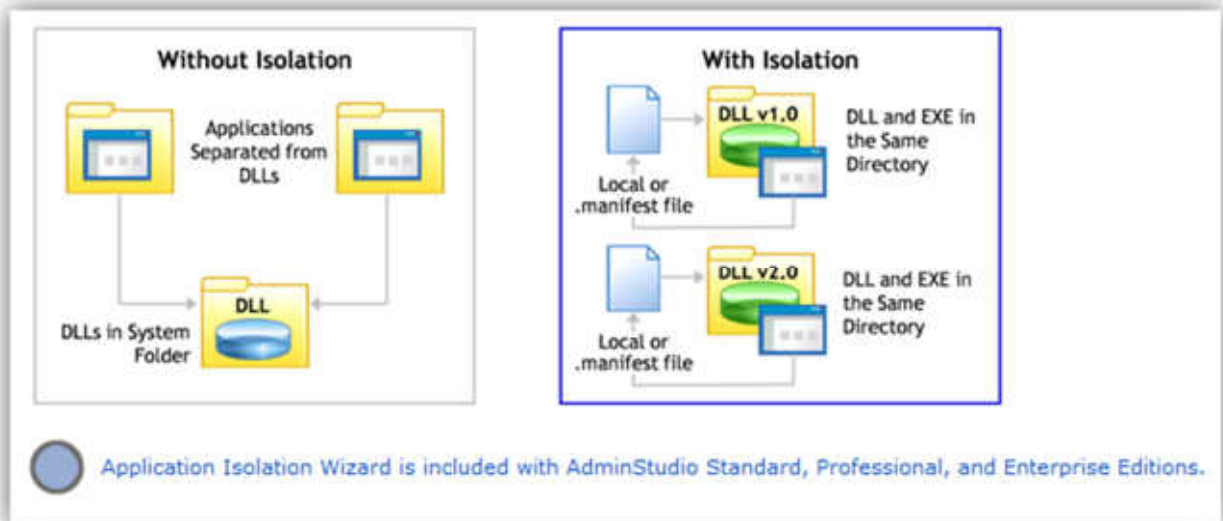 Without Isolation
Applications
Separated from
DLLs
DLL
DLLs in System
Folder
With Isolation
DLL v1.0
DLL and EXE in
the Same
Directory
Local or
.manifest file
DLL v2.0
DLL and EXE in
the Same
Directory
Local or
.manifest file
Application Isolation Wizard is included with AdminStudio Standard, Professional, and Enterprise Editions.